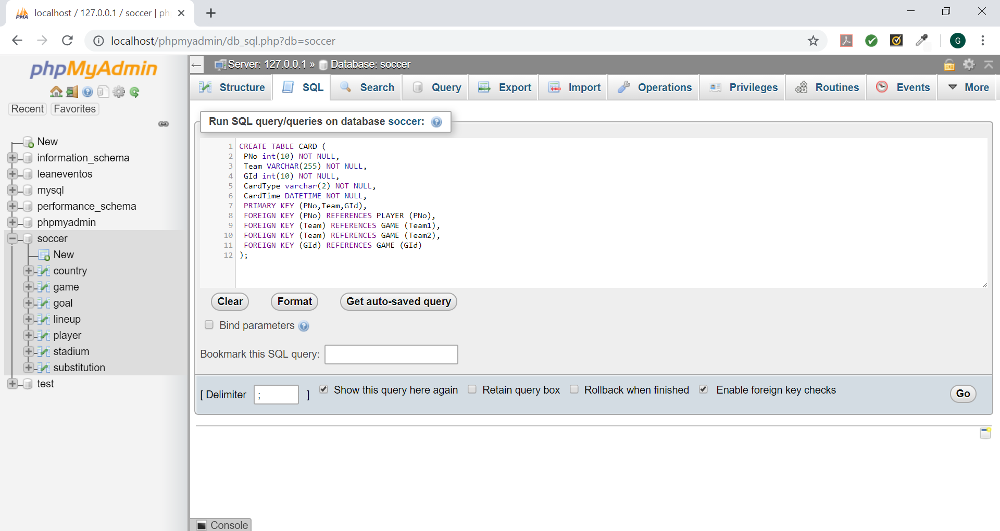 localhost / 127.0.0.1 / soccer | ph
localhost/phpmyadmin/db_sql.php?db=soccer
G
phpMyAdmin
Recent
Favorites
New
information_schema
leaneventos
mysql
performance_schema
phpmyadmin
soccer
New
country
game
goal
lineup
player
stadium
substitution
test
Server: 127.0.0.1 » Database: soccer
Structure SQL Search Query Export Import Operations Privileges Routines Events More
Run SQL query/queries on database soccer:
1 CREATE TABLE CARD (
2 PNo int(10) NOT NULL,
3 Team VARCHAR(255) NOT NULL,
4 GId int(10) NOT NULL,
5 CardType varchar(2) NOT NULL,
6 CardTime DATETIME NOT NULL,
7 PRIMARY KEY (PNo,Team,GId),
8 FOREIGN KEY (PNo) REFERENCES PLAYER (PNo),
9 FOREIGN KEY (Team) REFERENCES GAME (Team1),
10 FOREIGN KEY (Team) REFERENCES GAME (Team2),
11 FOREIGN KEY (GId) REFERENCES GAME (GId)
12 );
Clear Format Get auto-saved query
Bind parameters
Bookmark this SQL query:
[ Delimiter ; ] Show this query here again Retain query box Rollback when finished Enable foreign key checks Go
Console